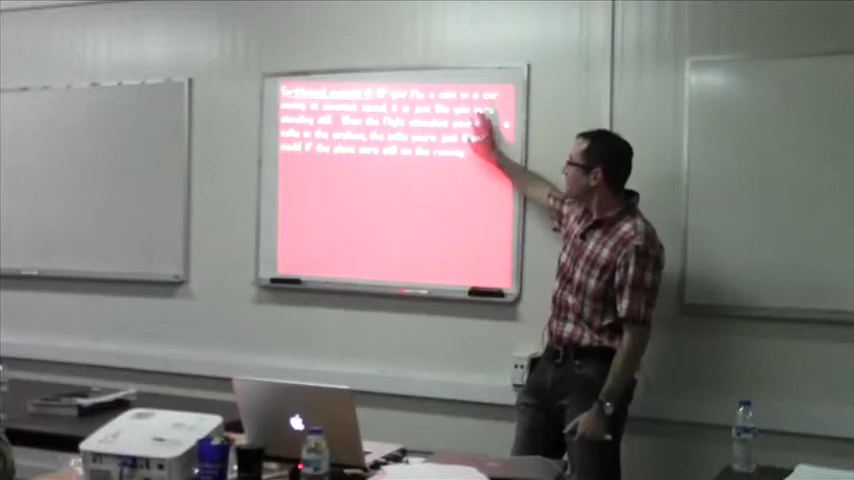 If you flip a coin in a car
moving at constant speed, it is just like you were
standing still. When the flight attendant pours a
coffee in the airplane, the coffee pours just
would if the plane were still on the runway.